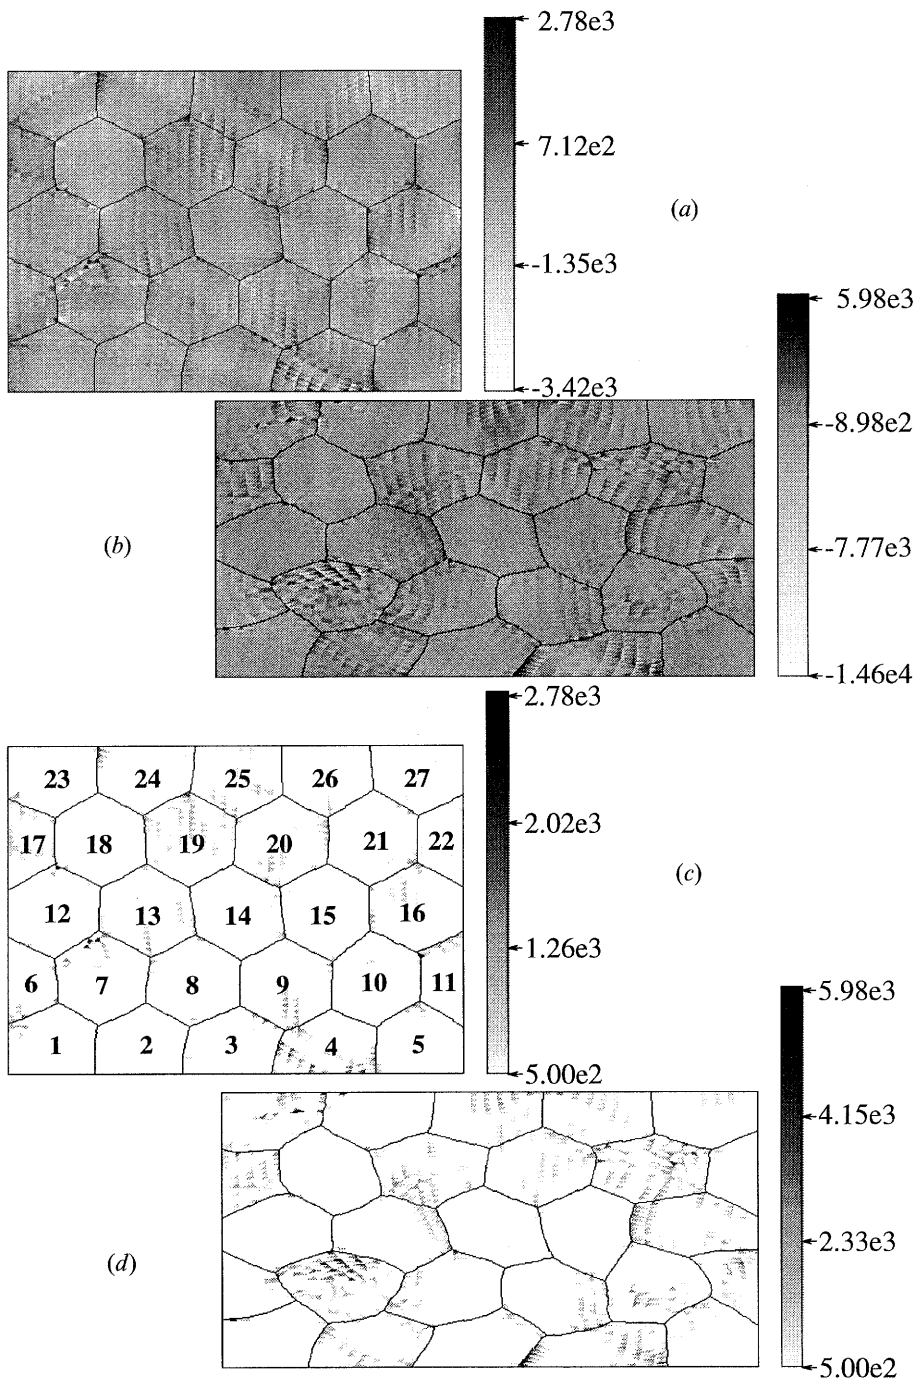 2.78e3
7.12e2
-1.35e3
-3.42e3
(a)
5.98e3
-8.98e2
-7.77e3
-1.46e4
(b)
2.78e3
2.02e3
1.26e3
5.00e2
23 24 25 26 27
17 18 19 20 21 22
12 13 14 15 16
6 7 8 9 10 11
1 2 3 4 5
(c)
5.98e3
4.15e3
2.33e3
5.00e2
(d)